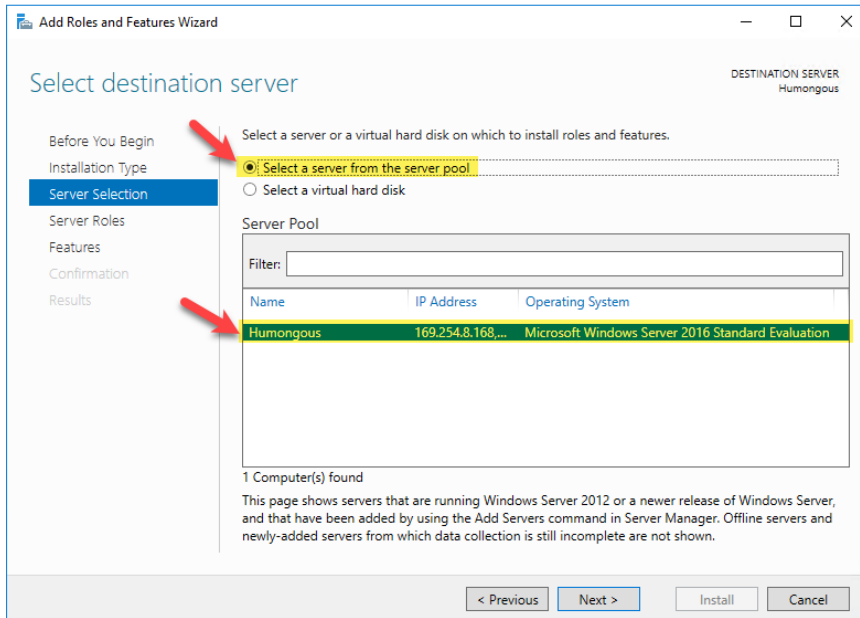 Add Roles and Features Wizard
Select destination server
DESTINATION SERVER
Humongous
Before You Begin
Installation Type
Server Selection
Server Roles
Features
Confirmation
Results
Select a server or a virtual hard disk on which to install roles and features.
Select a server from the server pool
Select a virtual hard disk
Server Pool
Filter:
Name IP Address Operating System
Humongous 169.254.8.168,... Microsoft Windows Server 2016 Standard Evaluation
1 Computer(s) found
This page shows servers that are running Windows Server 2012 or a newer release of Windows Server,
and that have been added by using the Add Servers command in Server Manager. Offline servers and
newly-added servers from which data collection is still incomplete are not shown.
< Previous Next > Install Cancel